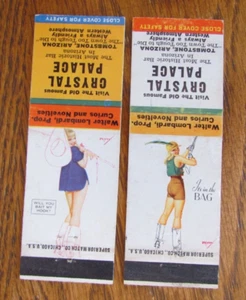 CLOSE COVER FOR SAFETY
Visit The Old Famous
CRYSTAL
PALACE
The Most Historic Bar
In Arizona
TOMBSTONE, ARIZONA
"The Town Too Tough to Die"
Always A Friendly
Western Atmosphere
Walter Lombardi, Prop.
Curios and Novelties
SUPERIOR MATCH CO., CHICAGO, U.S.A.
CLOSE COVER FOR SAFETY
Visit The Old Famous
CRYSTAL
PALACE
The Most Historic Bar
In Arizona
TOMBSTONE, ARIZONA
"The Town Too Tough to Die"
Always A Friendly
Western Atmosphere
Walter Lombardi, Prop.
Curios and Novelties
It's in the
BAG
SUPERIOR MATCH CO., CHICAGO, U.S.A.